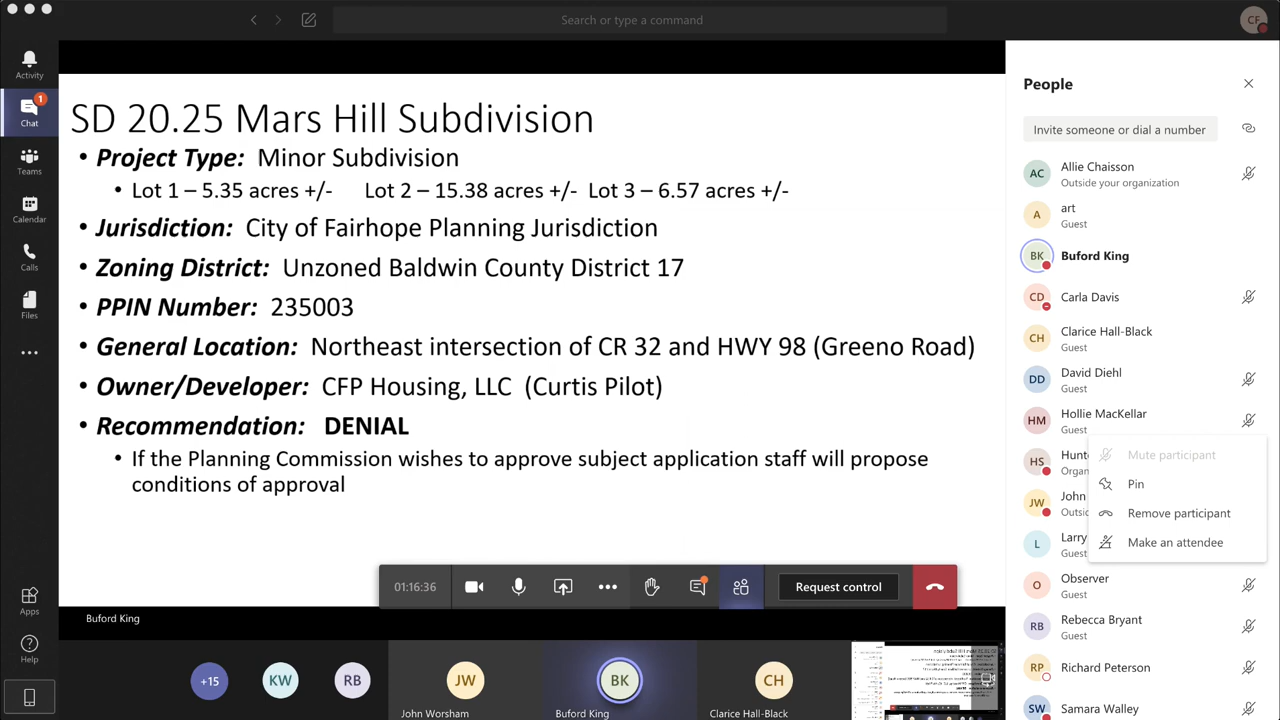 Search or type a command
CF
Activity
1
Chat
Teams
Calendar
Calls
Files
Apps
Help
SD 20.25 Mars Hill Subdivision
• Project Type: Minor Subdivision
• Lot 1 – 5.35 acres +/- Lot 2 – 15.38 acres +/- Lot 3 – 6.57 acres +/-
• Jurisdiction: City of Fairhope Planning Jurisdiction
• Zoning District: Unzoned Baldwin County District 17
• PPIN Number: 235003
• General Location: Northeast intersection of CR 32 and HWY 98 (Greeno Road)
• Owner/Developer: CFP Housing, LLC (Curtis Pilot)
• Recommendation: DENIAL
• If the Planning Commission wishes to approve subject application staff will propose
conditions of approval
01:16:36
Request control
Buford King
+15
RB
JW
John Worsham
BK
Buford King
CH
Clarice Hall-Black
People
Invite someone or dial a number
AC
Allie Chaisson
Outside your organization
A
art
Guest
BK
Buford King
CD
Carla Davis
CH
Clarice Hall-Black
Guest
DD
David Diehl
Guest
HM
Hollie MacKellar
Guest
HS
Hunte
Organ
JW
John
Outsid
L
Larry
Guest
Mute participant
Pin
Remove participant
Make an attendee
O
Observer
Guest
RB
Rebecca Bryant
Guest
RP
Richard Peterson
SW
Samara Walley